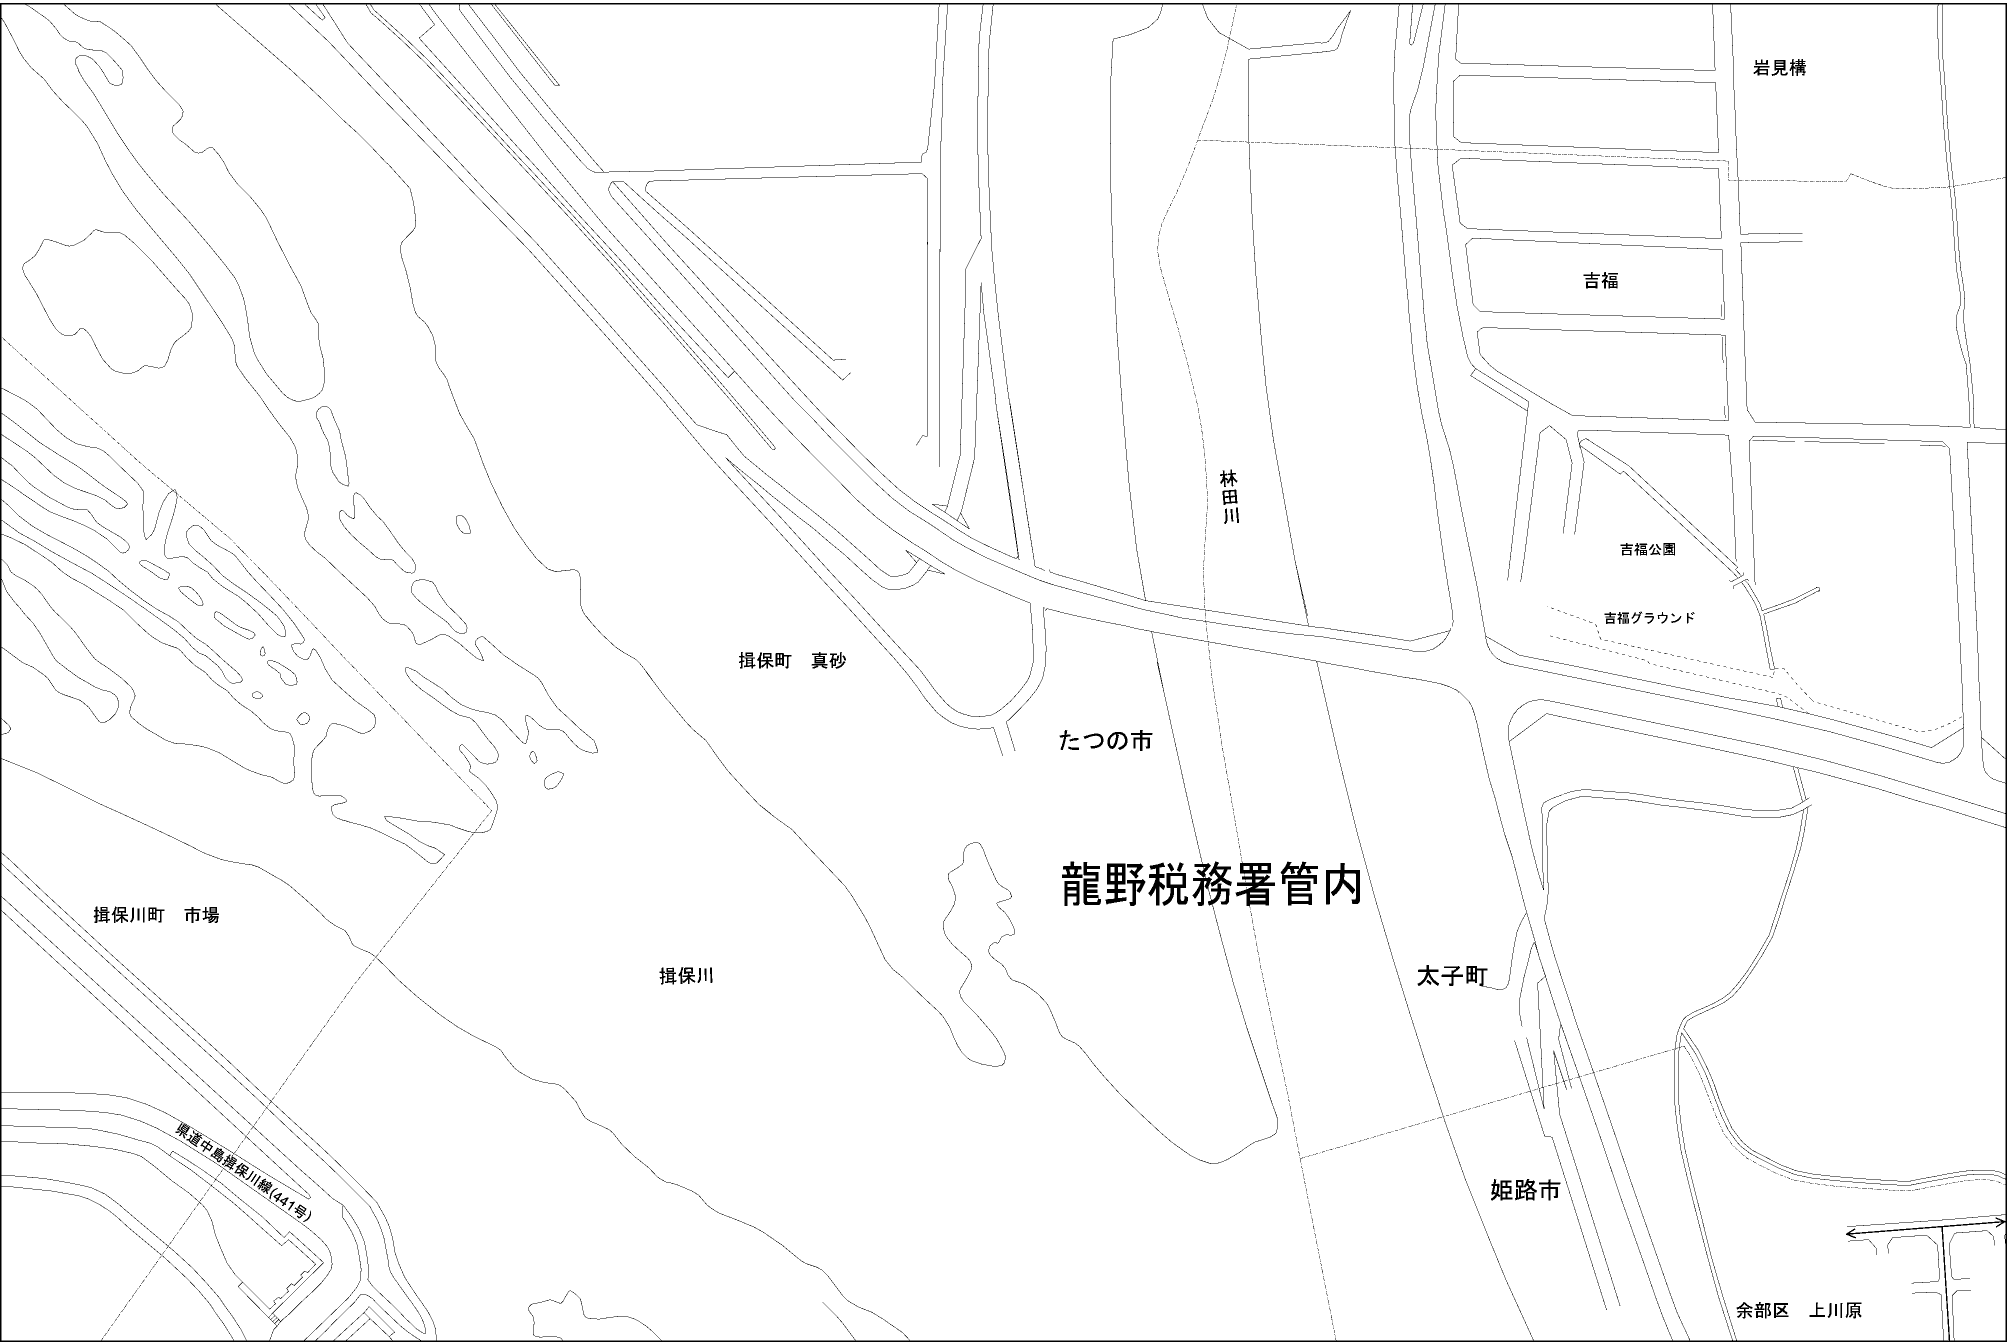 岩見構
吉福
林田川
吉福公園
吉福グラウンド
揖保町　真砂
たつの市
龍野税務署管内
揖保川町　市場
揖保川
太子町
県道中島揖保川線(441号)
姫路市
余部区　上川原